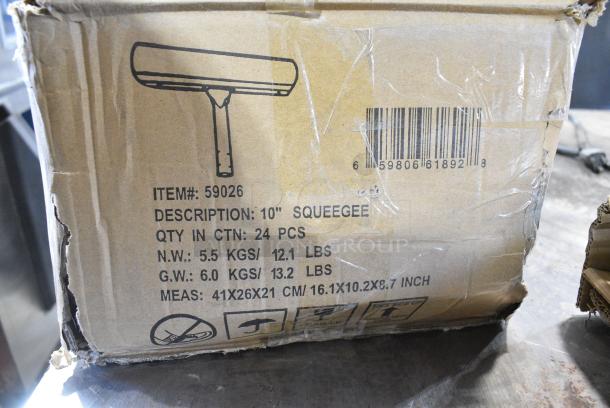 6 59806 61892 8
ITEM#: 59026
DESCRIPTION: 10" SQUEEGEE
QTY IN CTN: 24 PCS
N.W.: 5.5 KGS/ 12.1 LBS
G.W.: 6.0 KGS/ 13.2 LBS
MEAS: 41X26X21 CM/ 16.1X10.2X8.7 INCH
GROUP